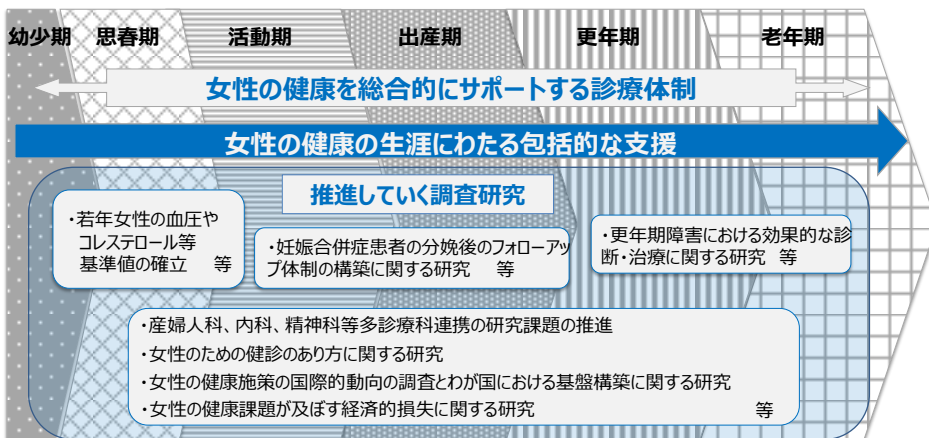 幼少期 思春期 活動期 出産期 更年期 老年期
女性の健康を総合的にサポートする診療体制
女性の健康の生涯にわたる包括的な支援
推進していく調査研究
・若年女性の血圧や
コレステロール等
基準値の確立 等
・妊娠合併症患者の分娩後のフォローアッ
プ体制の構築に関する研究 等
・更年期障害における効果的な診
断・治療に関する研究 等
・産婦人科、内科、精神科等多診療科連携の研究課題の推進
・女性のための健診のあり方に関する研究
・女性の健康施策の国際的動向の調査とわが国における基盤構築に関する研究
・女性の健康課題が及ぼす経済的損失に関する研究 等